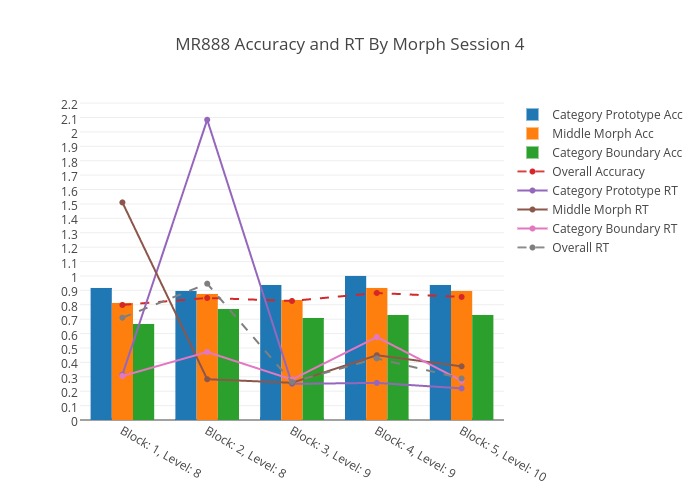 MR888 Accuracy and RT By Morph Session 4
2.2
2.1
2
1.9
1.8
1.7
1.6
1.5
1.4
1.3
1.2
1.1
1
0.9
0.8
0.7
0.6
0.5
0.4
0.3
0.2
0.1
0
Block: 1, Level: 8
Block: 2, Level: 8
Block: 3, Level: 9
Block: 4, Level: 9
Block: 5, Level: 10
Category Prototype Acc
Middle Morph Acc
Category Boundary Acc
Overall Accuracy
Category Prototype RT
Middle Morph RT
Category Boundary RT
Overall RT